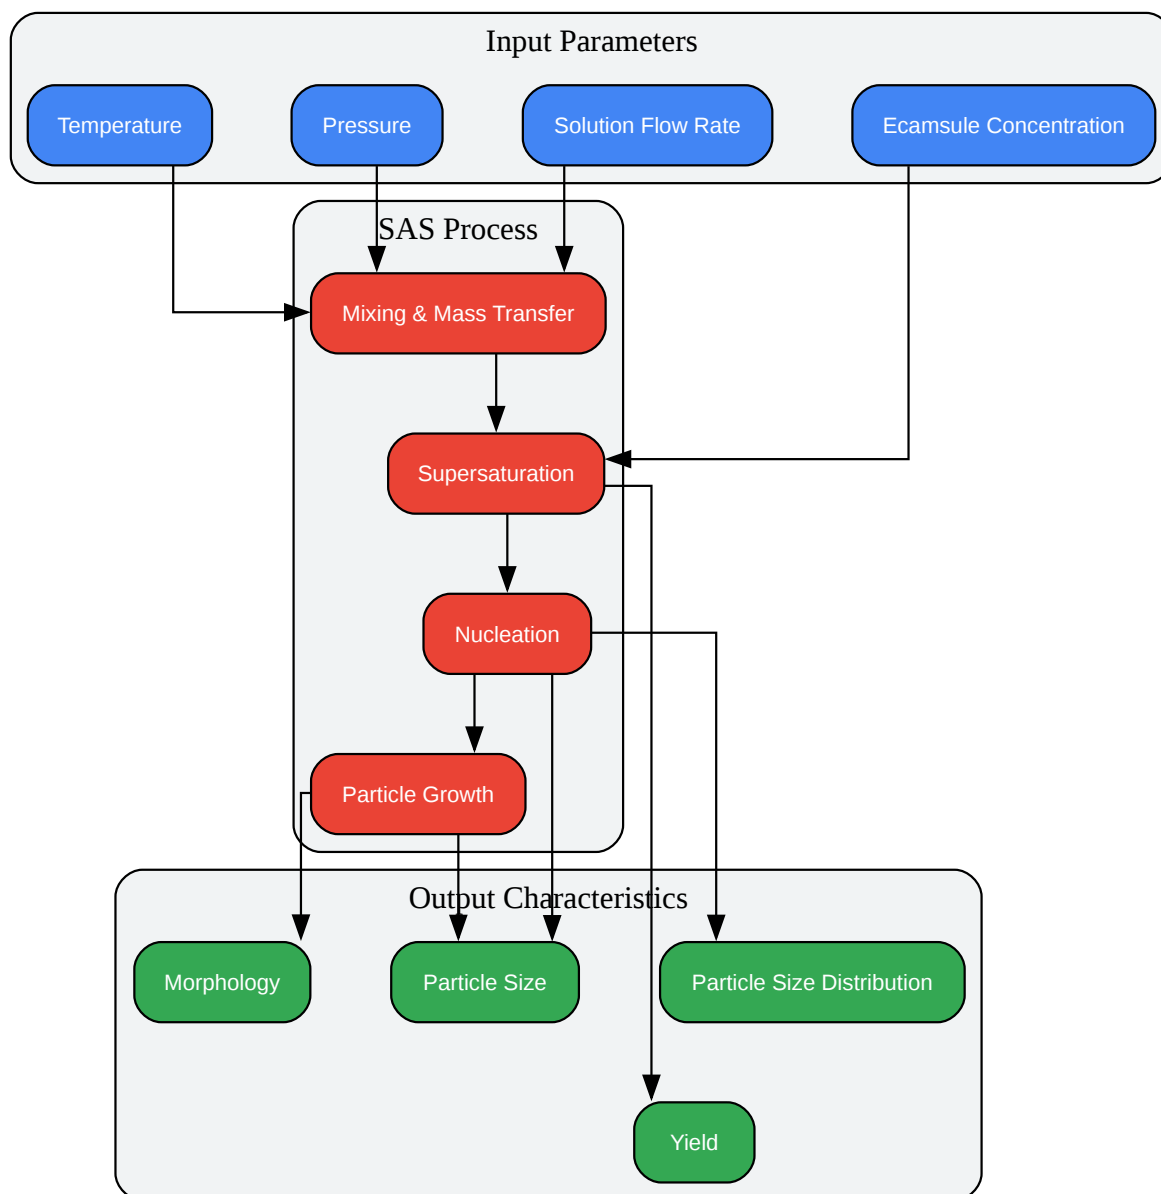 Input Parameters
Temperature
Pressure
Solution Flow Rate
Ecamsule Concentration
SAS Process
Mixing & Mass Transfer
Supersaturation
Nucleation
Particle Growth
Output Characteristics
Morphology
Particle Size
Particle Size Distribution
Yield